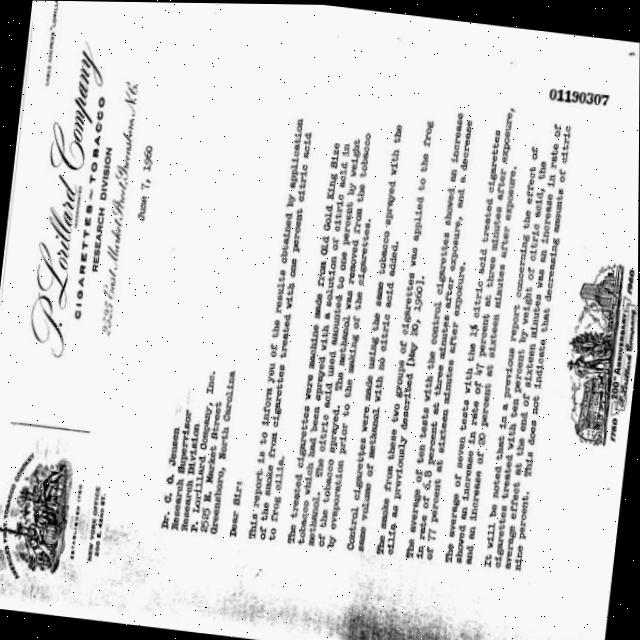 P. Lorillard Company
CIGARETTES – TOBACCO
RESEARCH DIVISION
2525 East Market Street, Greensboro, N.C.
June 7, 1960
Dr. C. O. Jensen
Research Supervisor
Research Division
P. Lorillard Company, Inc.
2525 E. Market Street
Greensboro, North Carolina
Dear Sir:
This report is to inform you of the results obtained by application
of the smoke from cigarettes treated with one percent citric acid
to frog cilia.
The treated cigarettes were machine made from Old Gold King Size
tobacco which had been sprayed with a solution of citric acid in
methanol. The citric acid used amounted to one percent by weight
of the tobacco sprayed. The methanol was removed from the tobacco
by evaporation prior to the making of the cigarettes.
Control cigarettes were made using the same tobacco sprayed with the
same volume of methanol with no citric acid added.
The smoke from these two groups of cigarettes was applied to the frog
cilia as previously described (May 20, 1960).
The average of ten tests with the control cigarettes showed an increase
in rate of 6.8 percent at three minutes after exposure, and a decrease
of 77 percent at sixteen minutes after exposure.
The average of seven tests with the 1% citric acid treated cigarettes
showed an increase in rate of 47 percent at three minutes after exposure,
and an increase of 20 percent at sixteen minutes after exposure.
It will be noted that in a previous report concerning the effect of
cigarettes treated with ten percent by weight of citric acid, the
average effect at the end of sixteen minutes was an increase in rate of
nine percent. This does not indicate that decreasing amounts of citric
01190307